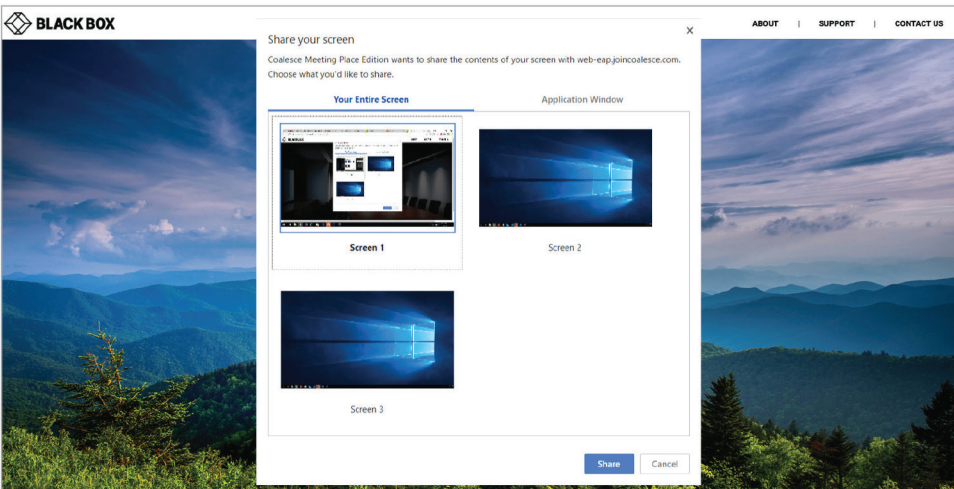 BLACK BOX
ABOUT | SUPPORT | CONTACT US
Share your screen
Coalesce Meeting Place Edition wants to share the contents of your screen with web-eap.joincoalesce.com.
Choose what you'd like to share.
Your Entire Screen
Application Window
Screen 1
Screen 2
Screen 3
Share
Cancel